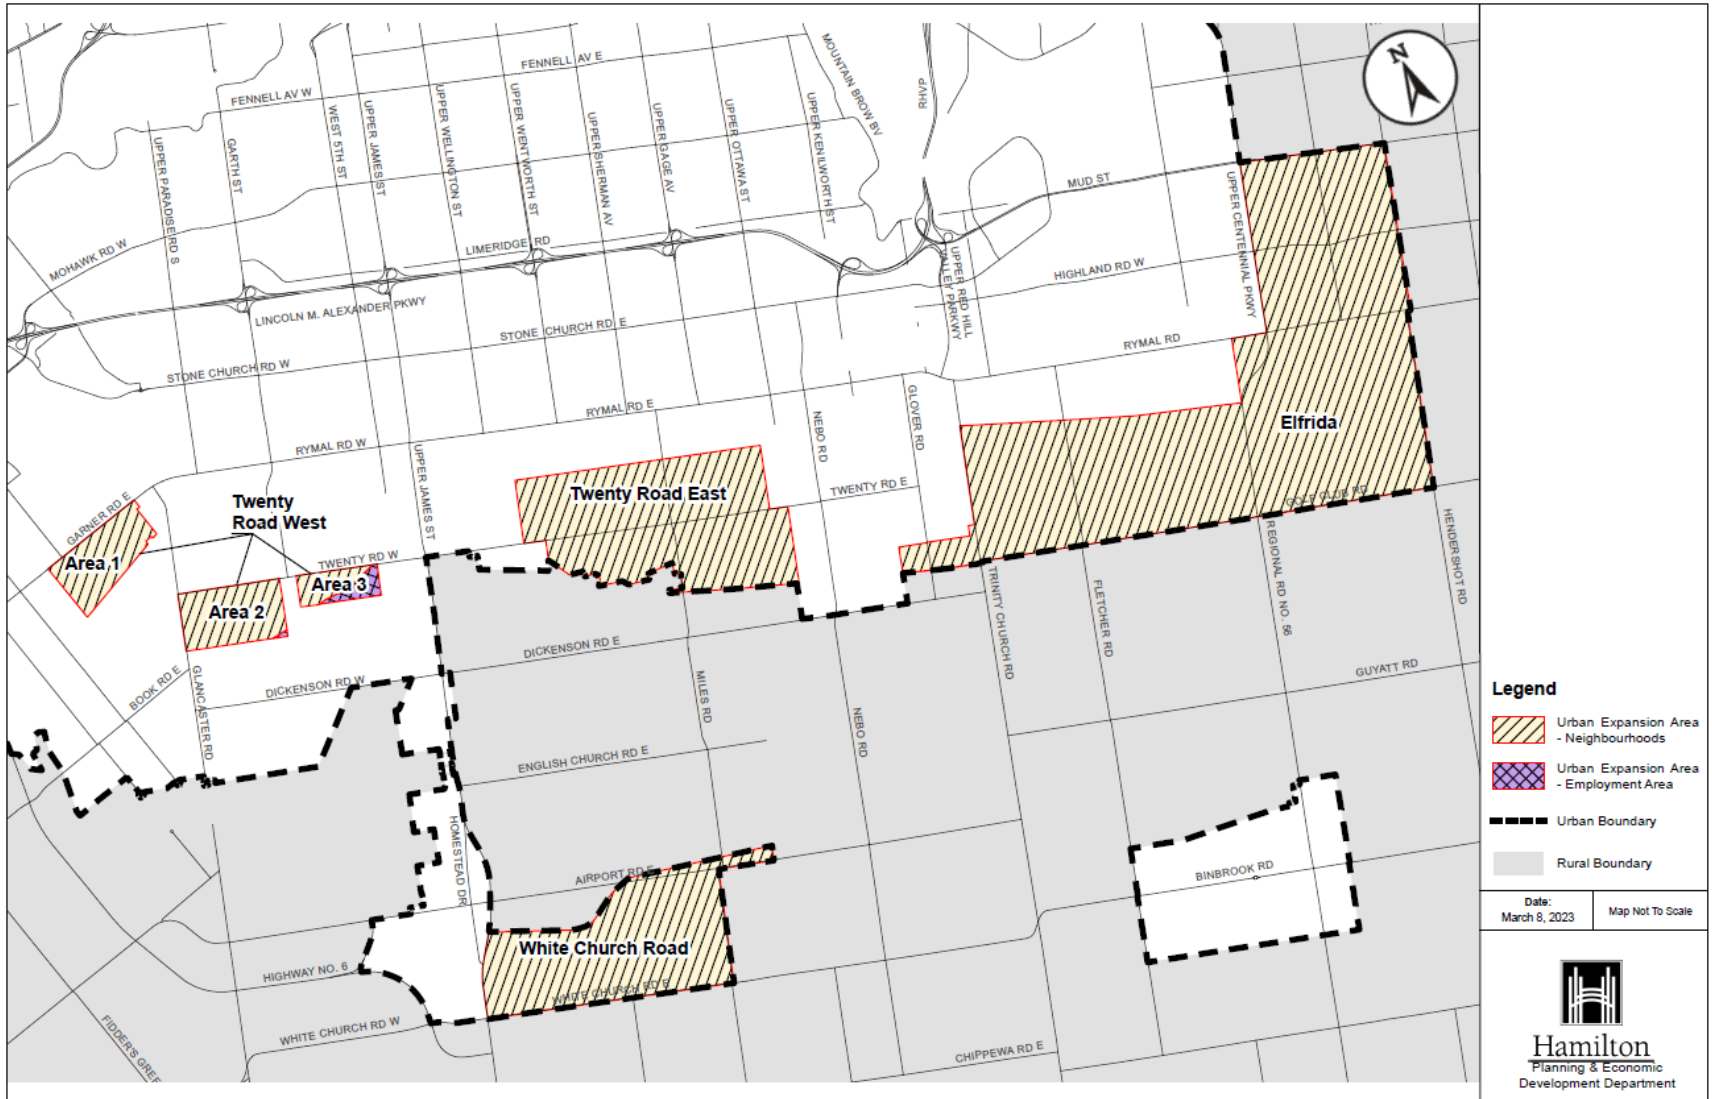 FENNELL AV E
MOUNTAIN BROW BV
RHVP
N
FENNELL AV W
WEST 5TH ST
UPPER JAMES ST
UPPER WELLINGTON ST
UPPER WENTWORTH ST
UPPER SHERMAN AV
UPPER GAGE AV
UPPER OTTAWA ST
UPPER KENILWORTH ST
UPPER PARADISE RD S
GARTH ST
MUD ST
UPPER CENTENNIAL PKWY
MOHAWK RD W
LIMERIDGE RD
HIGHLAND RD W
UPPER RED HILL
VALLEY PARKWY
LINCOLN M. ALEXANDER PKWY
STONE CHURCH RD E
RYMAL RD
STONE CHURCH RD W
RYMAL RD E
NEBO RD
GLOVER RD
Elfrida
RYMAL RD W
UPPER JAMES ST
Twenty Road East
TWENTY RD E
GOLF CLUB RD
GARNER RD E
Twenty
Road West
HENDERSHOT RD
REGIONAL RD NO. 56
Area 1
TWENTY RD W
Area 3
Area 2
TRINITY CHURCH RD
FLETCHER RD
DICKENSON RD E
GUYATT RD
BOOK RD E
GLANCASTER RD
DICKENSON RD W
MILES RD
NEBO RD
ENGLISH CHURCH RD E
HOMESTEAD DR
AIRPORT RD E
BINBROOK RD
White Church Road
HIGHWAY NO. 6
WHITE CHURCH RD E
WHITE CHURCH RD W
FIDDER'S GREE
CHIPPEWA RD E
Legend
Urban Expansion Area
- Neighbourhoods
Urban Expansion Area
- Employment Area
Urban Boundary
Rural Boundary
Date:
March 8, 2023
Map Not To Scale
Hamilton
Planning & Economic
Development Department